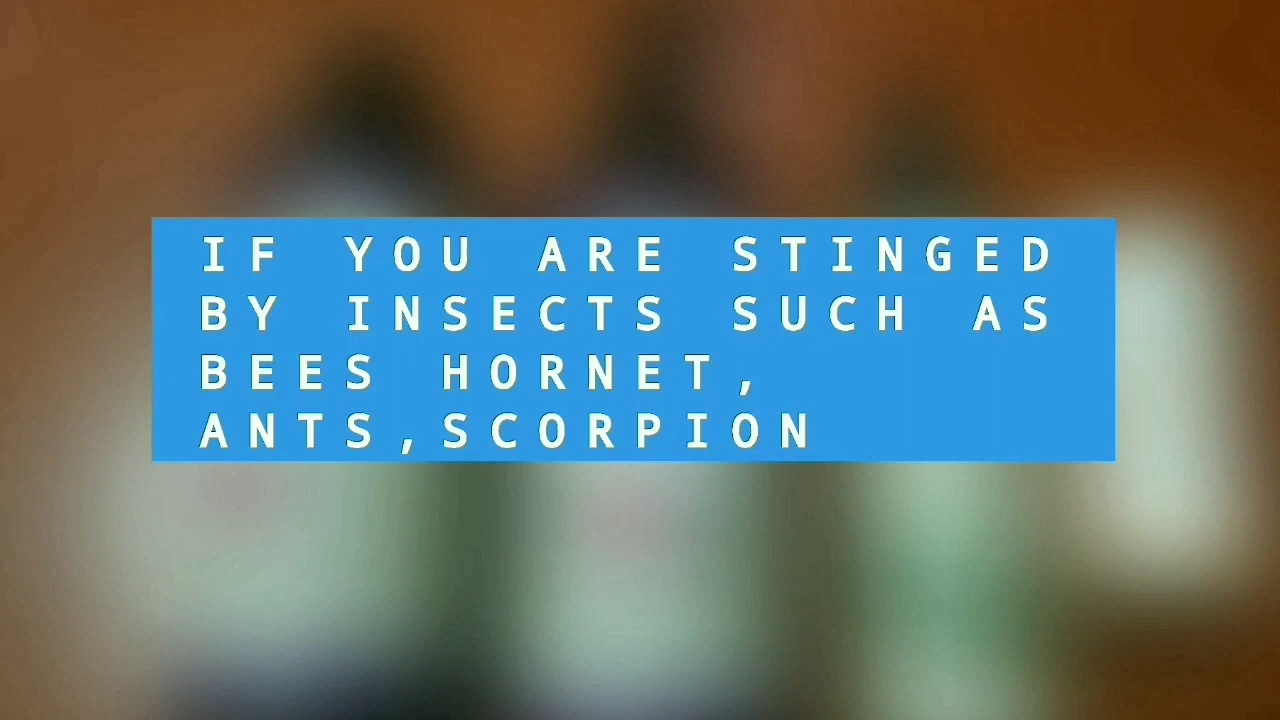 IF YOU ARE STINGED
BY INSECTS SUCH AS
BEES HORNET,
ANTS,SCORPION